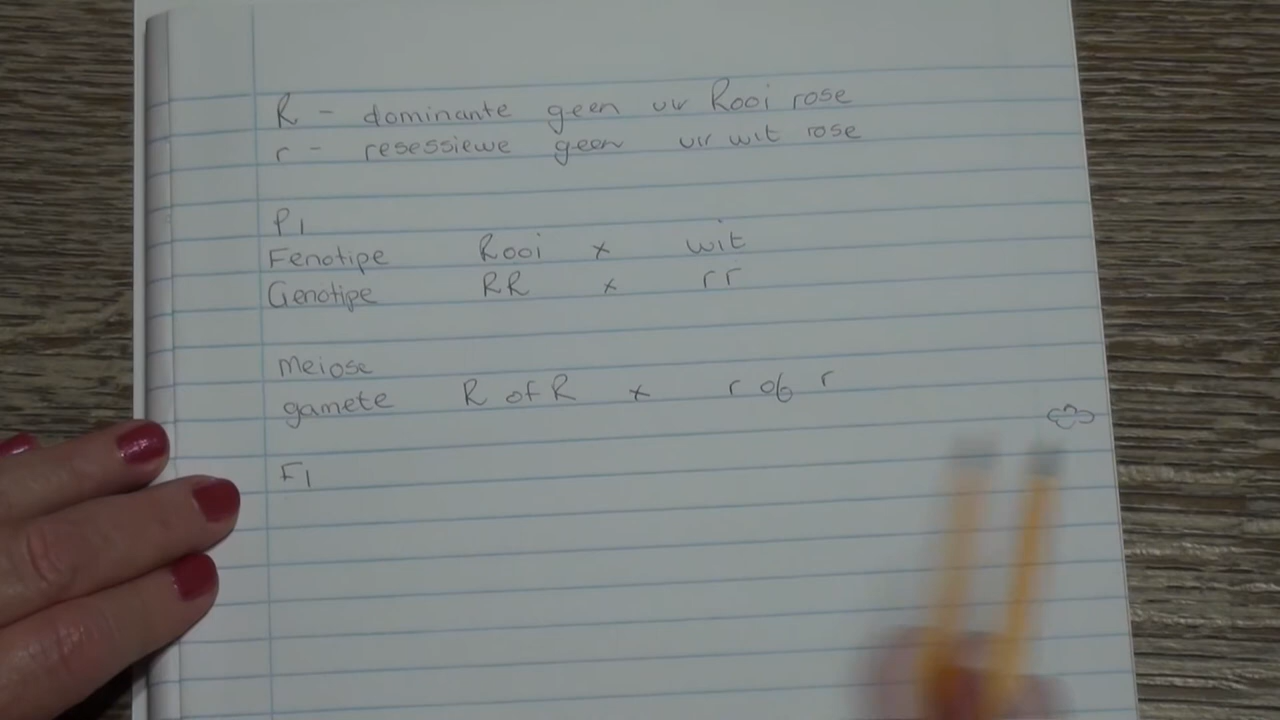 R - dominante geen vir Rooi rose
r - resessiewe geen vir wit rose
P1
Fenotipe Rooi x wit
Genotipe RR x rr
Meiose
gamete R of R x r of r
F1